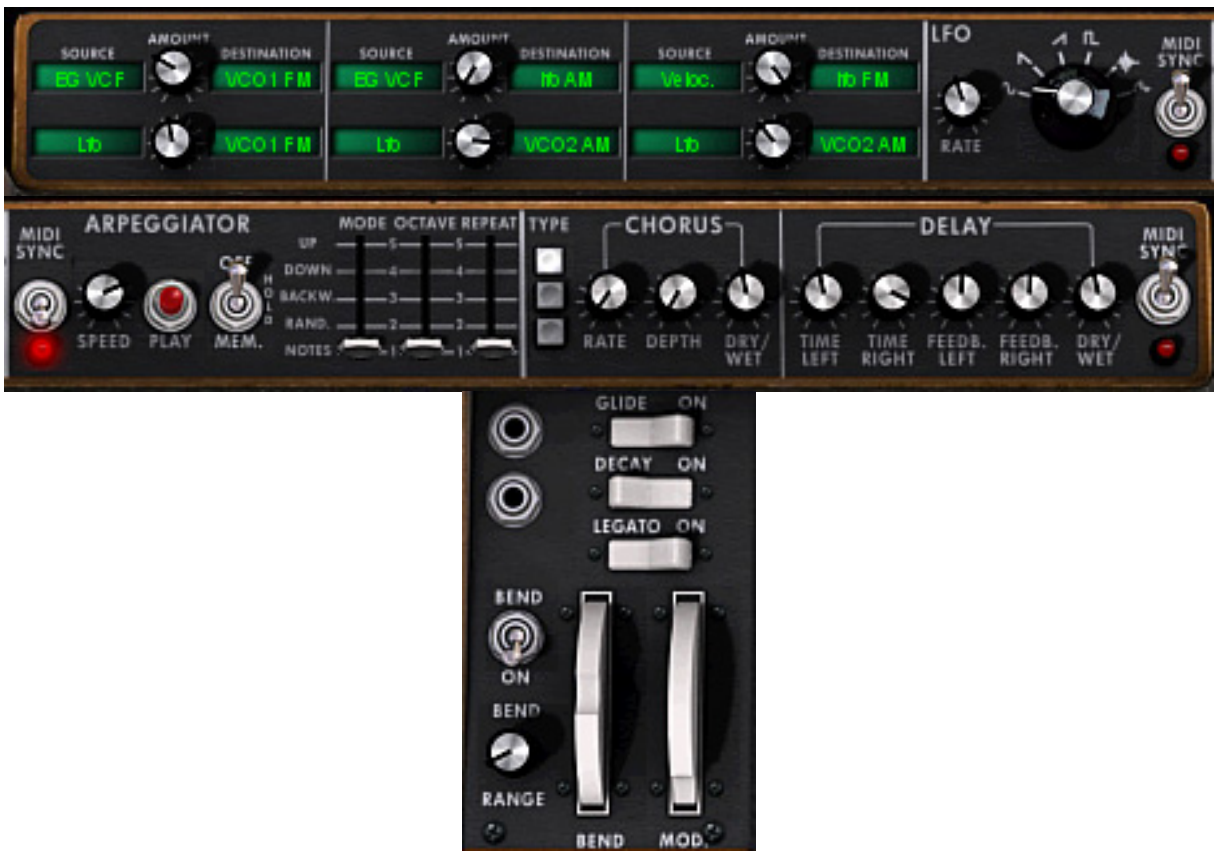 SOURCE AMOUNT DESTINATION SOURCE AMOUNT DESTINATION SOURCE AMOUNT DESTINATION LFO MIDI SYNC
EG VCF VCO1 FM EG VCF lfo AM Veloc. lfo FM
Lfo VCO1 FM Lfo VCO2 AM Lfo VCO2 AM RATE
MIDI SYNC ARPEGGIATOR
OFF
HOLD
SPEED PLAY MEM.
MODE OCTAVE REPEAT
UP 5 5
DOWN 4 4
BACKW. 3 3
RAND. 2 2
NOTES 1 1
TYPE CHORUS
RATE DEPTH DRY/WET
DELAY MIDI SYNC
TIME LEFT TIME RIGHT FEEDB. LEFT FEEDB. RIGHT DRY/WET
GLIDE ON
DECAY ON
LEGATO ON
BEND
ON
BEND
RANGE
BEND MOD.